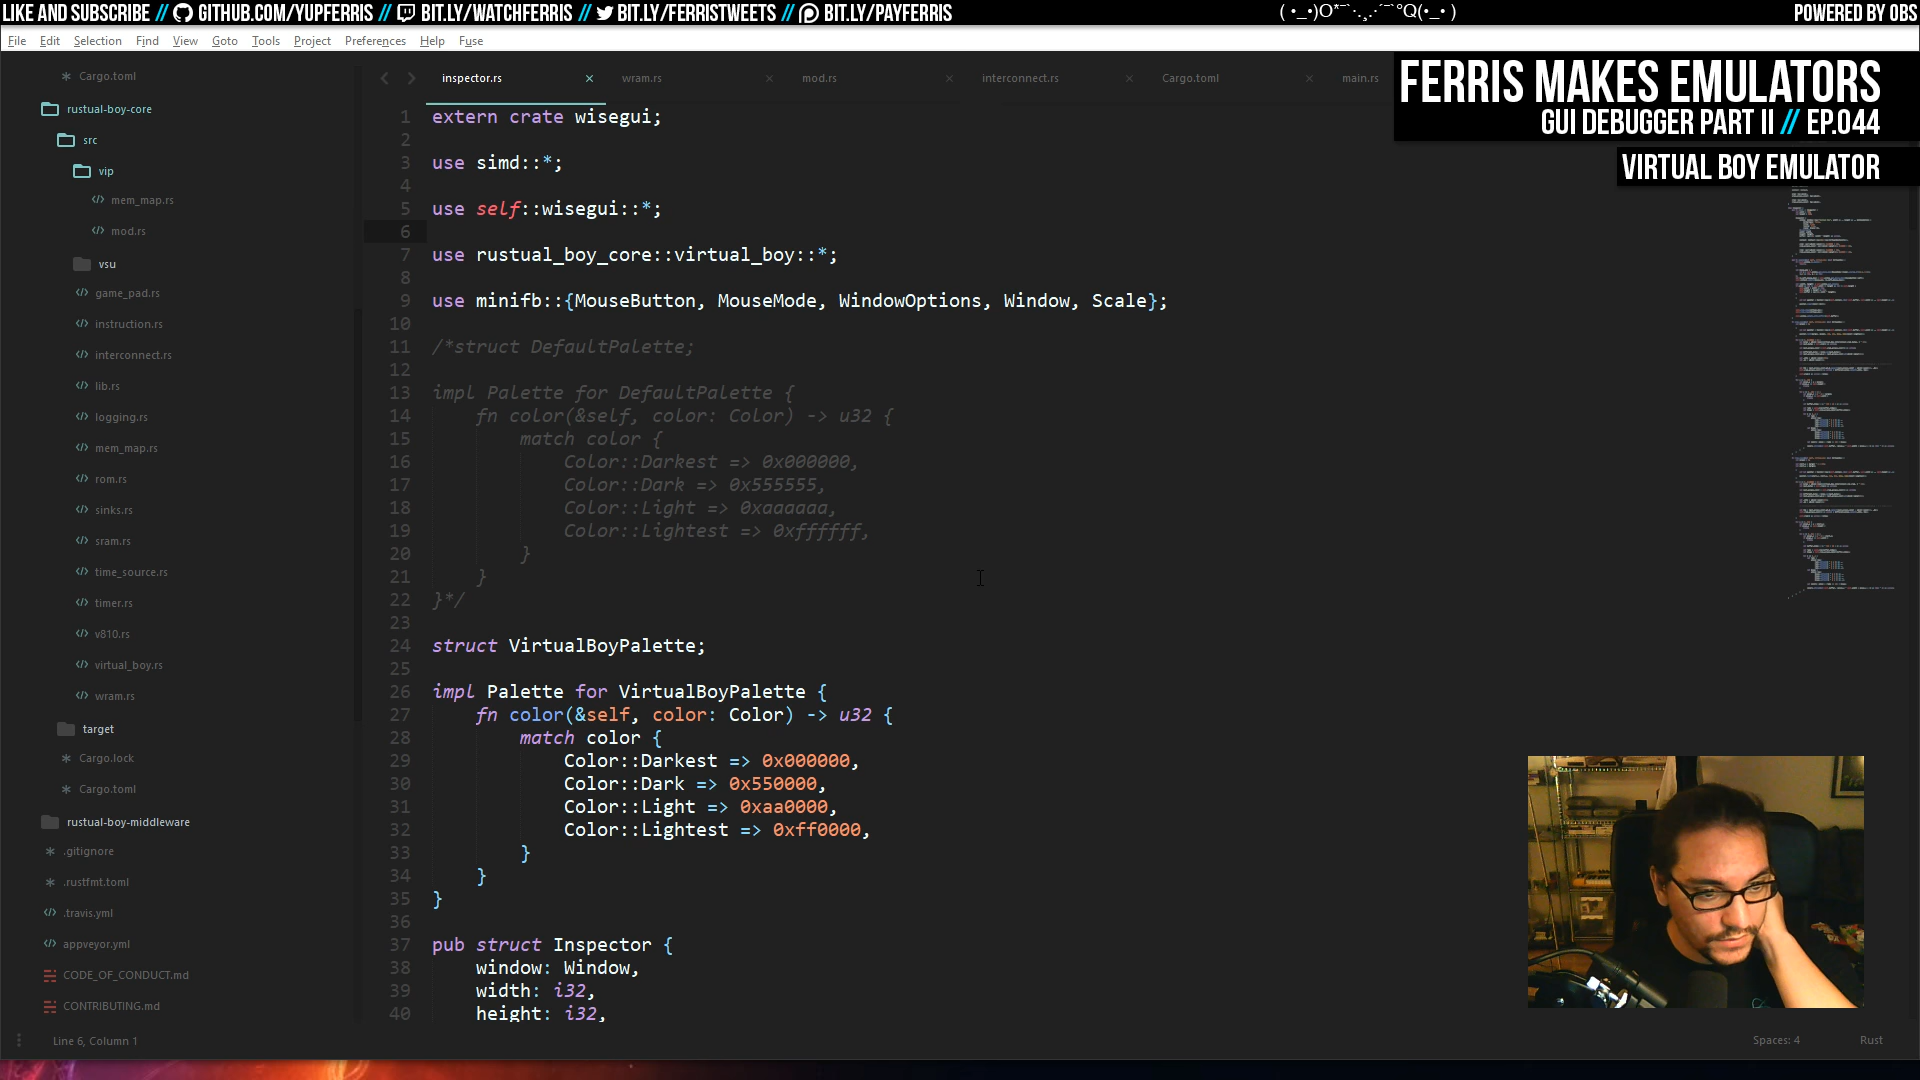 LIKE AND SUBSCRIBE // GITHUB.COM/YUPFERRIS // BIT.LY/WATCHFERRIS // BIT.LY/FERRISTWEETS // BIT.LY/PAYFERRIS
POWERED BY OBS
File Edit Selection Find View Goto Tools Project Preferences Help Fuse
FERRIS MAKES EMULATORS
GUI DEBUGGER PART II // EP.044
VIRTUAL BOY EMULATOR
Cargo.toml
rustual-boy-core
src
vip
mem_map.rs
mod.rs
vsu
game_pad.rs
instruction.rs
interconnect.rs
lib.rs
logging.rs
mem_map.rs
rom.rs
sinks.rs
sram.rs
time_source.rs
timer.rs
v810.rs
virtual_boy.rs
wram.rs
target
Cargo.lock
Cargo.toml
rustual-boy-middleware
.gitignore
.rustfmt.toml
.travis.yml
appveyor.yml
CODE_OF_CONDUCT.md
CONTRIBUTING.md
inspector.rs wram.rs mod.rs interconnect.rs Cargo.toml main.rs
1 extern crate wisegui;
2
3 use simd::*;
4
5 use self::wisegui::*;
6
7 use rustual_boy_core::virtual_boy::*;
8
9 use minifb::{MouseButton, MouseMode, WindowOptions, Window, Scale};
10
11 /*struct DefaultPalette;
12
13 impl Palette for DefaultPalette {
14 fn color(&self, color: Color) -> u32 {
15 match color {
16 Color::Darkest => 0x000000,
17 Color::Dark => 0x555555,
18 Color::Light => 0xaaaaaa,
19 Color::Lightest => 0xffffff,
20 }
21 }
22 }*/
23
24 struct VirtualBoyPalette;
25
26 impl Palette for VirtualBoyPalette {
27 fn color(&self, color: Color) -> u32 {
28 match color {
29 Color::Darkest => 0x000000,
30 Color::Dark => 0x550000,
31 Color::Light => 0xaa0000,
32 Color::Lightest => 0xff0000,
33 }
34 }
35 }
36
37 pub struct Inspector {
38 window: Window,
39 width: i32,
40 height: i32,
Line 6, Column 1
Spaces: 4
Rust